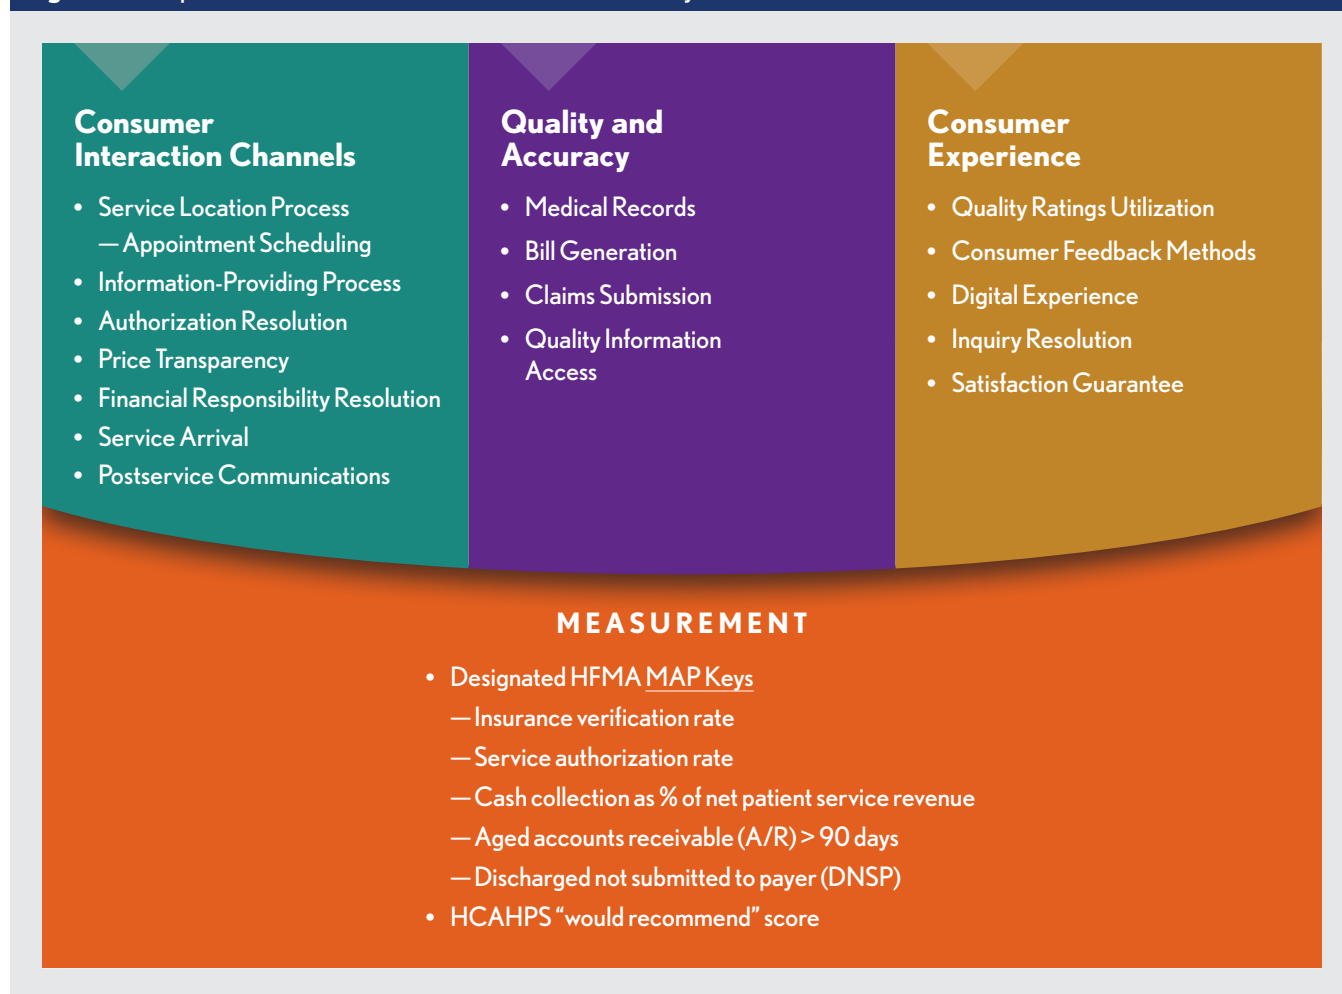 Consumer
Interaction Channels
• Service Location Process
— Appointment Scheduling
• Information-Providing Process
• Authorization Resolution
• Price Transparency
• Financial Responsibility Resolution
• Service Arrival
• Postservice Communications
Quality and
Accuracy
• Medical Records
• Bill Generation
• Claims Submission
• Quality Information
Access
Consumer
Experience
• Quality Ratings Utilization
• Consumer Feedback Methods
• Digital Experience
• Inquiry Resolution
• Satisfaction Guarantee
MEASUREMENT
• Designated HFMA MAP Keys
— Insurance verification rate
— Service authorization rate
— Cash collection as % of net patient service revenue
— Aged accounts receivable (A/R) > 90 days
— Discharged not submitted to payer (DNSP)
• HCAHPS “would recommend” score